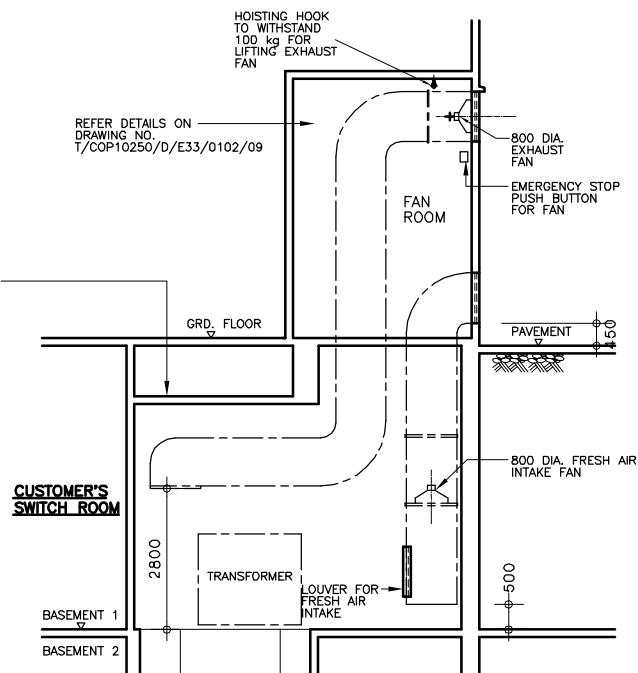 HOISTING HOOK
TO WITHSTAND
100 kg FOR
LIFTING EXHAUST
FAN
REFER DETAILS ON
DRAWING NO.
T/COP10250/D/E33/0102/09
800 DIA.
EXHAUST
FAN
EMERGENCY STOP
PUSH BUTTON
FOR FAN
FAN
ROOM
GRD. FLOOR
PAVEMENT
450
800 DIA. FRESH AIR
INTAKE FAN
CUSTOMER'S
SWITCH ROOM
2800
TRANSFORMER
LOUVER FOR
FRESH AIR
INTAKE
500
BASEMENT 1
BASEMENT 2